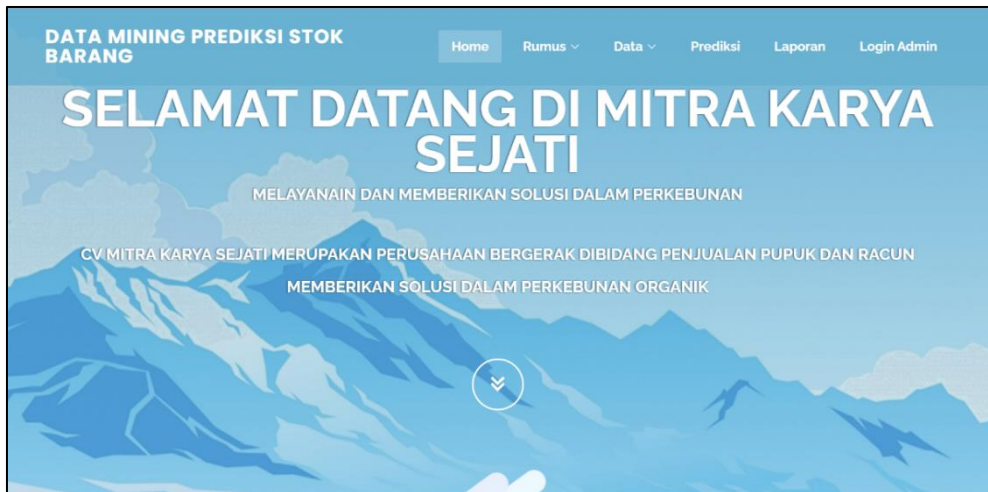 DATA MINING PREDIKSI STOK
BARANG
Home Rumus Data Prediksi Laporan Login Admin
SELAMAT DATANG DI MITRA KARYA
SEJATI
MELAYANAIN DAN MEMBERIKAN SOLUSI DALAM PERKEBUNAN
CV MITRA KARYA SEJATI MERUPAKAN PERUSAHAAN BERGERAK DIBIDANG PENJUALAN PUPUK DAN RACUN
MEMBERIKAN SOLUSI DALAM PERKEBUNAN ORGANIK